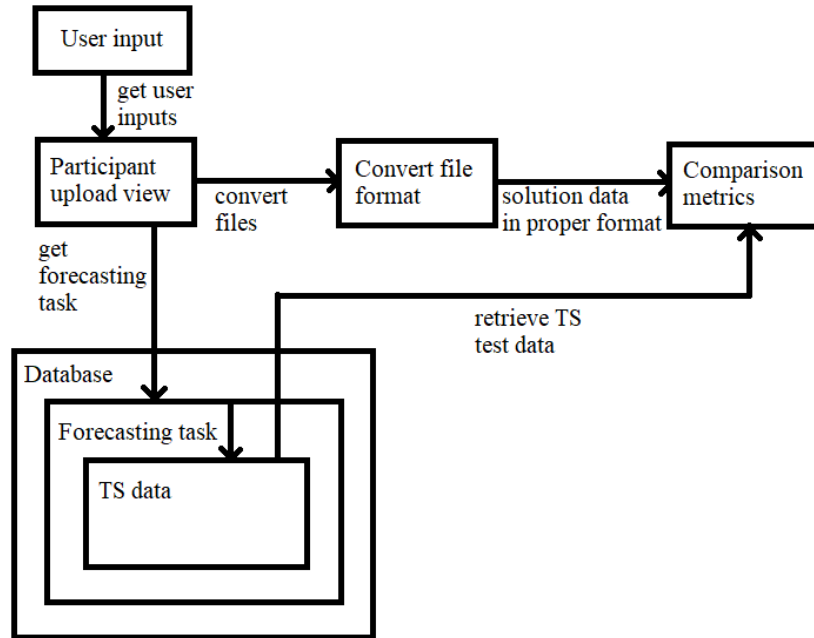 User input
get user
inputs
Participant
upload view
convert
files
Convert file
format
solution data
in proper format
Comparison
metrics
get
forecasting
task
retrieve TS
test data
Database
Forecasting task
TS data